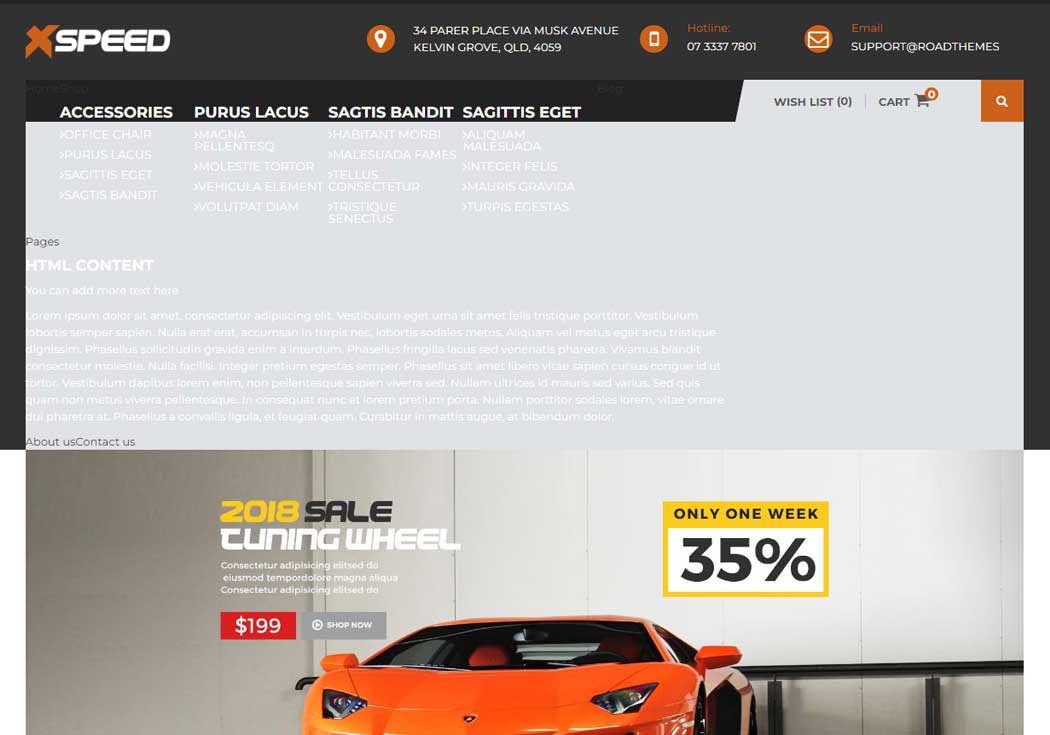 XSPEED
34 PARER PLACE VIA MUSK AVENUE
KELVIN GROVE, QLD, 4059
Hotline:
07 3337 7801
Email
SUPPORT@ROADTHEMES
HomeShop
Blog
WISH LIST (0)
CART
0
ACCESSORIES
OFFICE CHAIR
PURUS LACUS
SAGITTIS EGET
SAGTIS BANDIT
PURUS LACUS
MAGNA
PELLENTESQ
MOLESTIE TORTOR
VEHICULA ELEMENT
VOLUTPAT DIAM
SAGTIS BANDIT
HABITANT MORBI
MALESUADA FAMES
TELLUS
CONSECTETUR
TRISTIQUE
SENECTUS
SAGITTIS EGET
ALIQUAM
MALESUADA
INTEGER FELIS
MAURIS GRAVIDA
TURPIS EGESTAS
Pages
HTML CONTENT
You can add more text here
Lorem ipsum dolor sit amet, consectetur adipiscing elit. Vestibulum eget urna sit amet felis tristique porttitor. Vestibulum
lobortis semper sapien. Nulla erat erat, accumsan in turpis nec, lobortis sodales metus. Aliquam vel metus eget arcu tristique
dignissim. Phasellus sollicitudin gravida enim a interdum. Phasellus fringilla lacus sed venenatis pharetra. Vivamus blandit
consectetur molestie. Nulla facilisi. Integer pretium egestas semper. Phasellus sit amet libero vitae sapien cursus congue id ut
tortor. Vestibulum dapibus lorem enim, non pellentesque sapien viverra sed. Nullam ultrices id mauris sed varius. Sed quis
quam non metus viverra pellentesque. In consequat nunc et lorem pretium porta. Nullam porttitor sodales lorem, vitae ornare
dui pharetra at. Phasellus a convallis ligula, et feugiat quam. Curabitur in mattis augue, at bibendum dolor.
About usContact us
2018 SALE
TUNING WHEEL
Consectetur adipisicing elitsed do
eiusmod tempordolore magna aliqua
Consectetur adipisicing elitsed do
$199
SHOP NOW
ONLY ONE WEEK
35%